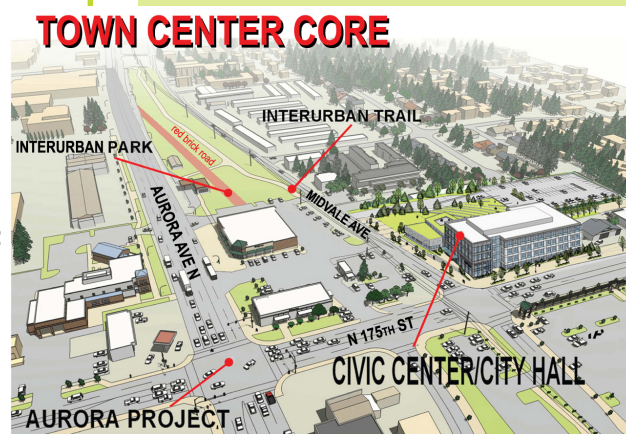 TOWN CENTER CORE
INTERURBAN TRAIL
INTERURBAN PARK
red brick road
AURORA AVE N
MIDVALE AVE
N 175TH ST
CIVIC CENTER/CITY HALL
AURORA PROJECT